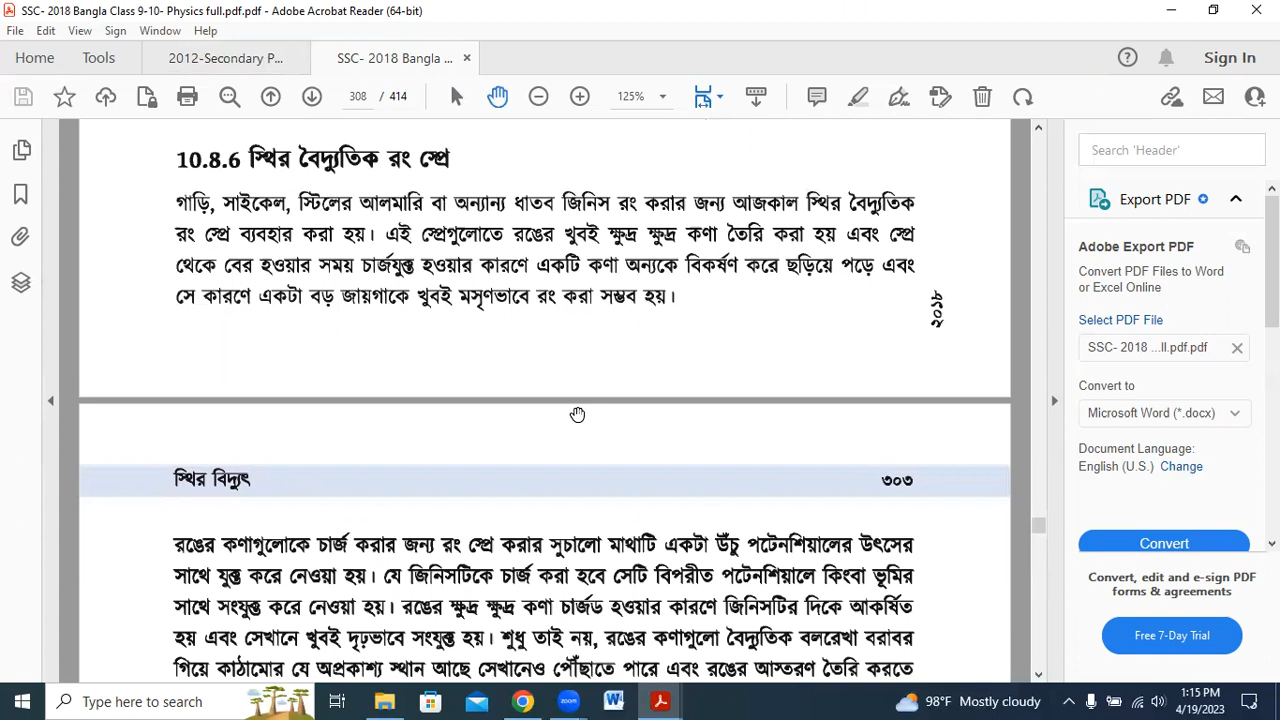 SSC- 2018 Bangla Class 9-10- Physics full.pdf.pdf - Adobe Acrobat Reader (64-bit)
File Edit View Sign Window Help
Home Tools 2012-Secondary P... SSC- 2018 Bangla ... × Sign In
308 / 414 125%
10.8.6 স্থির বৈদ্যুতিক রং স্প্রে
গাড়ি, সাইকেল, স্টিলের আলমারি বা অন্যান্য ধাতব জিনিস রং করার জন্য আজকাল স্থির বৈদ্যুতিক
রং স্প্রে ব্যবহার করা হয়। এই স্প্রেগুলোতে রঙের খুবই ক্ষুদ্র ক্ষুদ্র কণা তৈরি করা হয় এবং স্প্রে
থেকে বের হওয়ার সময় চার্জযুক্ত হওয়ার কারণে একটি কণা অন্যকে বিকর্ষণ করে ছড়িয়ে পড়ে এবং
সে কারণে একটা বড় জায়গাকে খুবই মসৃণভাবে রং করা সম্ভব হয়।
২০১৮
স্থির বিদ্যুৎ ৩০৩
রঙের কণাগুলোকে চার্জ করার জন্য রং স্প্রে করার সুচালো মাথাটি একটা উঁচু পটেনশিয়ালের উৎসের
সাথে যুক্ত করে নেওয়া হয়। যে জিনিসটিকে চার্জ করা হবে সেটি বিপরীত পটেনশিয়ালে কিংবা ভূমির
সাথে সংযুক্ত করে নেওয়া হয়। রঙের ক্ষুদ্র ক্ষুদ্র কণা চার্জড হওয়ার কারণে জিনিসটির দিকে আকর্ষিত
হয় এবং সেখানে খুবই দৃঢ়ভাবে সংযুক্ত হয়। শুধু তাই নয়, রঙের কণাগুলো বৈদ্যুতিক বলরেখা বরাবর
গিয়ে কাঠামোর যে অপ্রকাশ্য স্থান আছে সেখানেও পৌঁছাতে পারে এবং রঙের আস্তরণ তৈরি করতে
Search 'Header'
Export PDF
Adobe Export PDF
Convert PDF Files to Word
or Excel Online
Select PDF File
SSC- 2018 ...ll.pdf.pdf ×
Convert to
Microsoft Word (*.docx)
Document Language:
English (U.S.) Change
Convert
Convert, edit and e-sign PDF
forms & agreements
Free 7-Day Trial
Type here to search
zoom
98°F Mostly cloudy
1:15 PM
4/19/2023